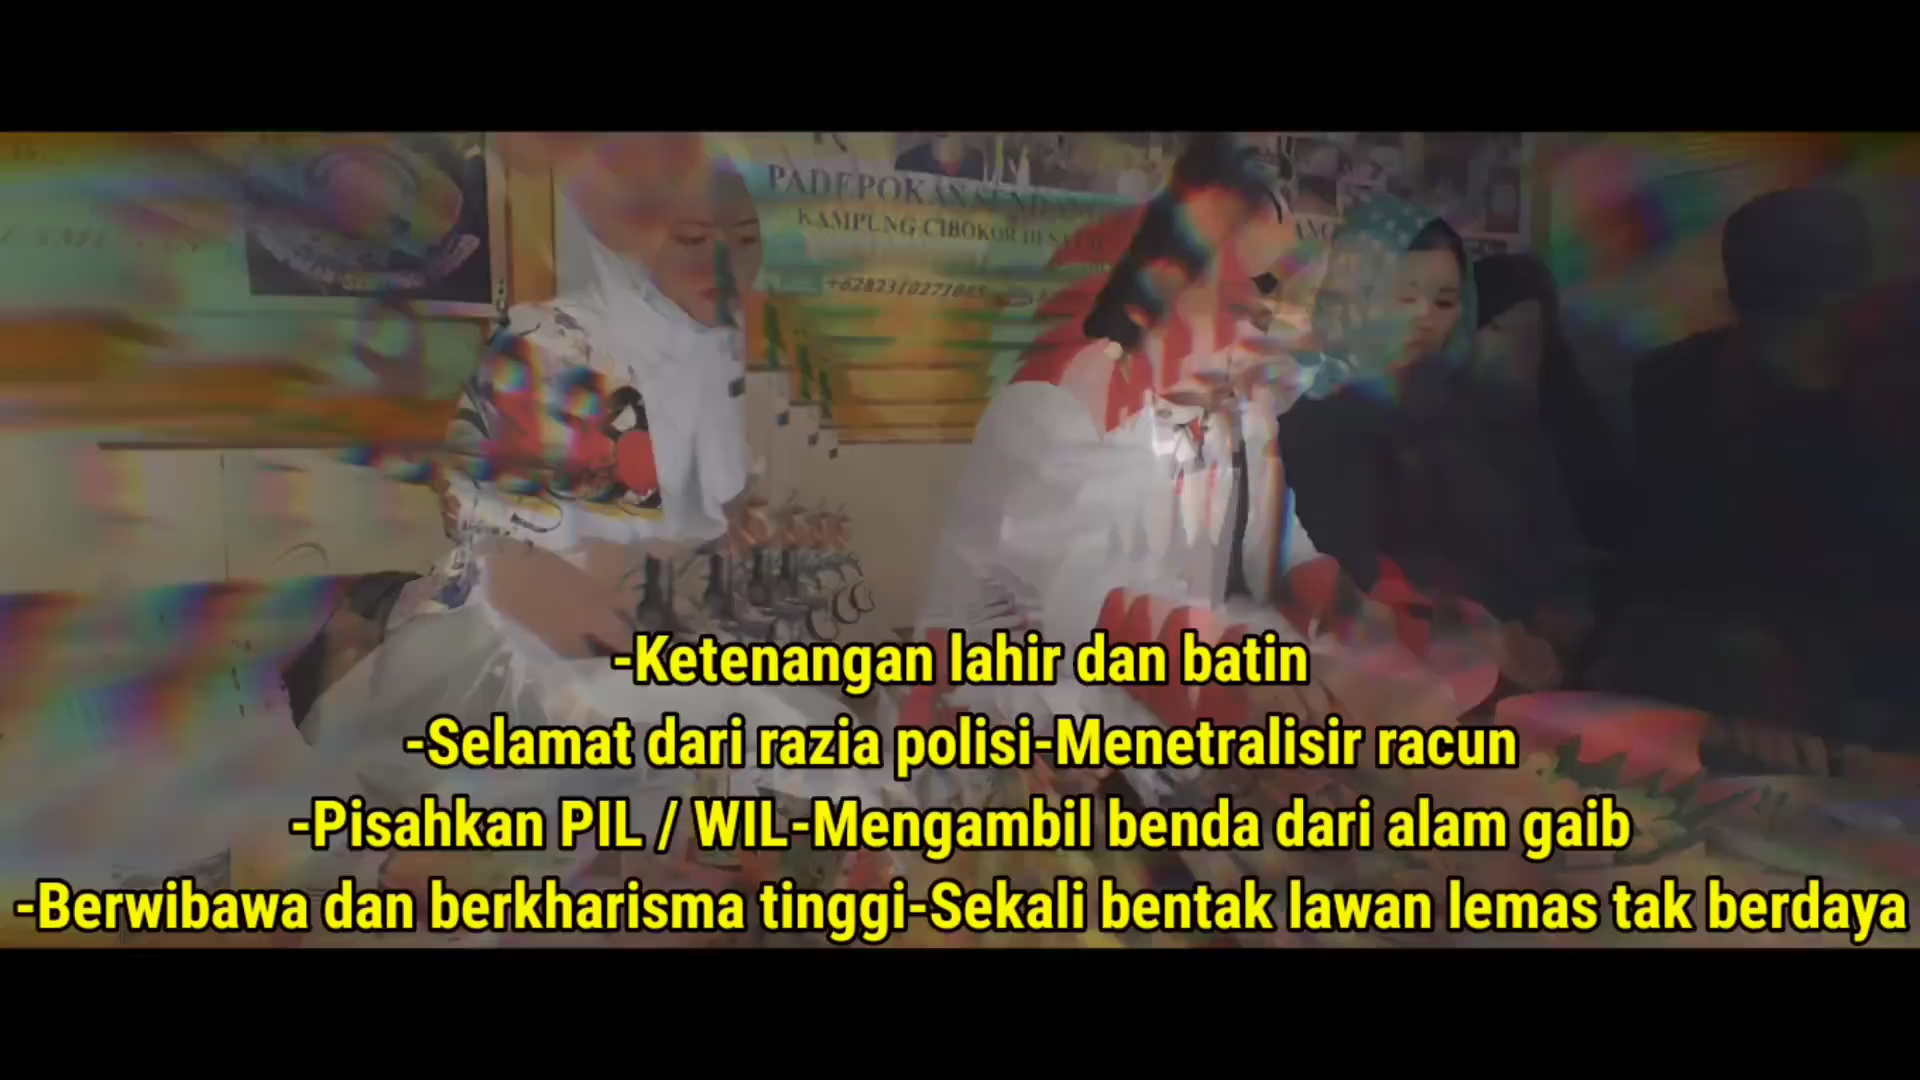 PADEPOKAN
KAMPUNG CIBOKOR
-Ketenangan lahir dan batin
-Selamat dari razia polisi-Menetralisir racun
-Pisahkan PIL / WIL-Mengambil benda dari alam gaib
-Berwibawa dan berkharisma tinggi-Sekali bentak lawan lemas tak berdaya